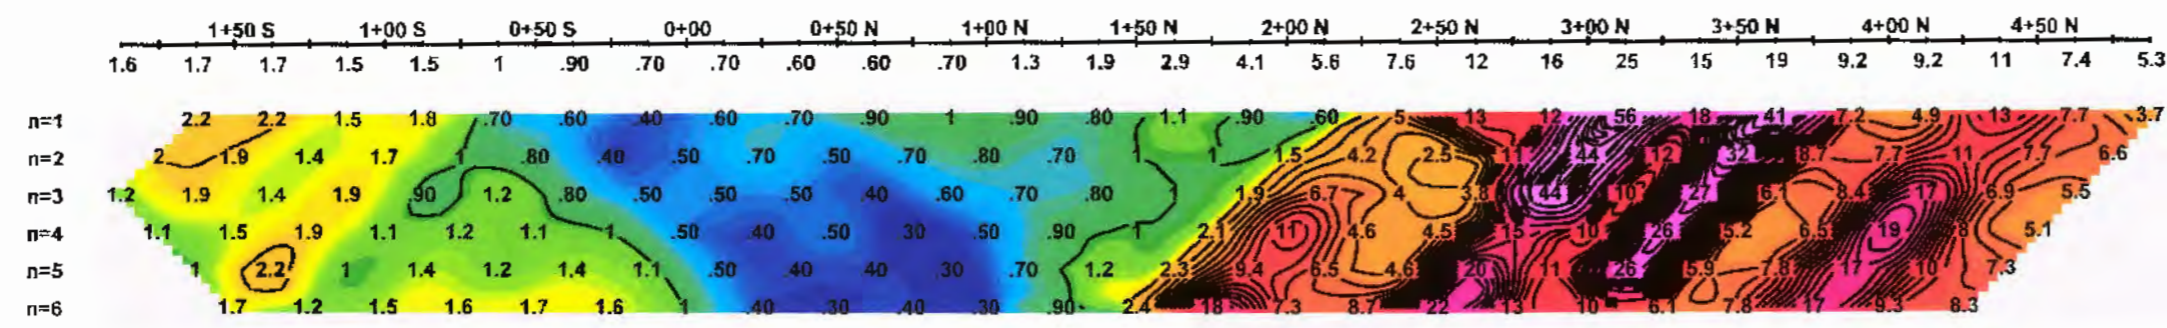 1+50 S 1+00 S 0+50 S 0+00 0+50 N 1+00 N 1+50 N 2+00 N 2+50 N 3+00 N 3+50 N 4+00 N 4+50 N
1.6 1.7 1.7 1.5 1.5 1 .90 .70 .70 .60 .60 .70 1.3 1.9 2.9 4.1 5.6 7.6 12 16 25 15 19 9.2 9.2 11 7.4 5.3
n=1 2.2 2.2 1.5 1.8 .70 .60 .40 .60 .70 .90 1 .90 .80 1.1 .90 .60 5 13 12 56 18 41 7.2 4.9 13 7.7 3.7
n=2 2 1.9 1.4 1.7 1 .80 .40 .50 .70 .50 .70 .80 .70 1 1 1.5 4.2 2.5 11 44 12 32 8.7 7.7 11 7.7 6.6
n=3 1.2 1.9 1.4 1.9 .90 1.2 .80 .50 .50 .50 .40 .60 .70 .80 1 1.9 6.7 4 3.8 44 10 27 6.1 8.4 17 6.9 5.5
n=4 1.1 1.5 1.9 1.1 1.2 1.1 1 .50 .40 .50 30 .50 .90 1 2.1 11 4.6 4.5 15 10 26 5.2 6.5 19 8 5.1
n=5 1 2.2 1 1.4 1.2 1.4 1.1 .50 .40 .40 .30 .70 1.2 2.3 9.4 6.5 4.6 20 11 26 5.9 7.8 17 10 7.3
n=6 1.7 1.2 1.5 1.6 1.7 1.6 1 .40 .30 .40 .30 .90 2.4 18 7.3 8.7 22 13 10 6.1 7.8 17 9.3 8.3